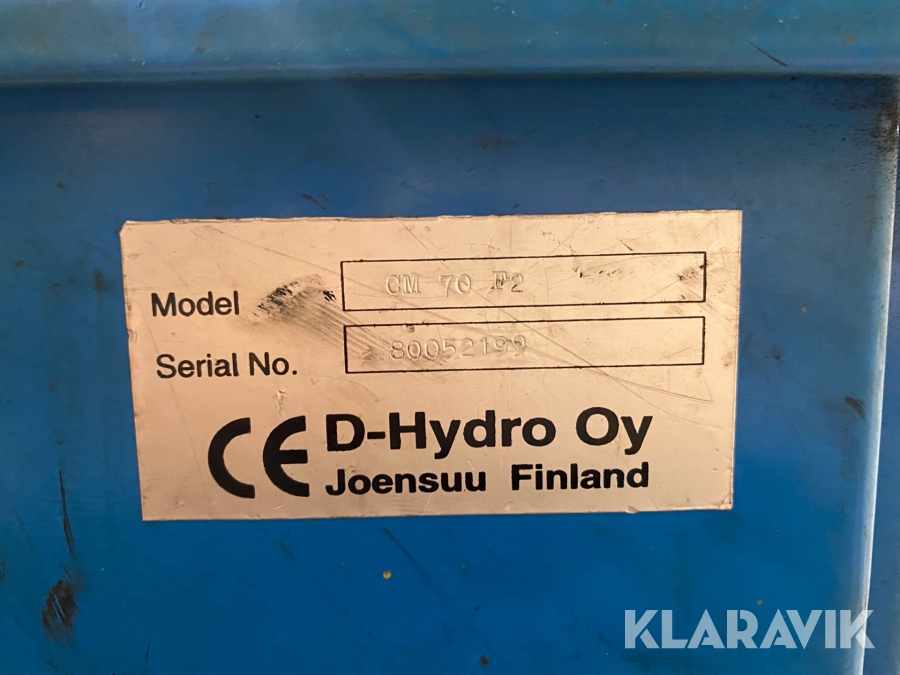 Model CM 70 F2
Serial No. 80052199
CE D-Hydro Oy
Joensuu Finland
KLARAVIK